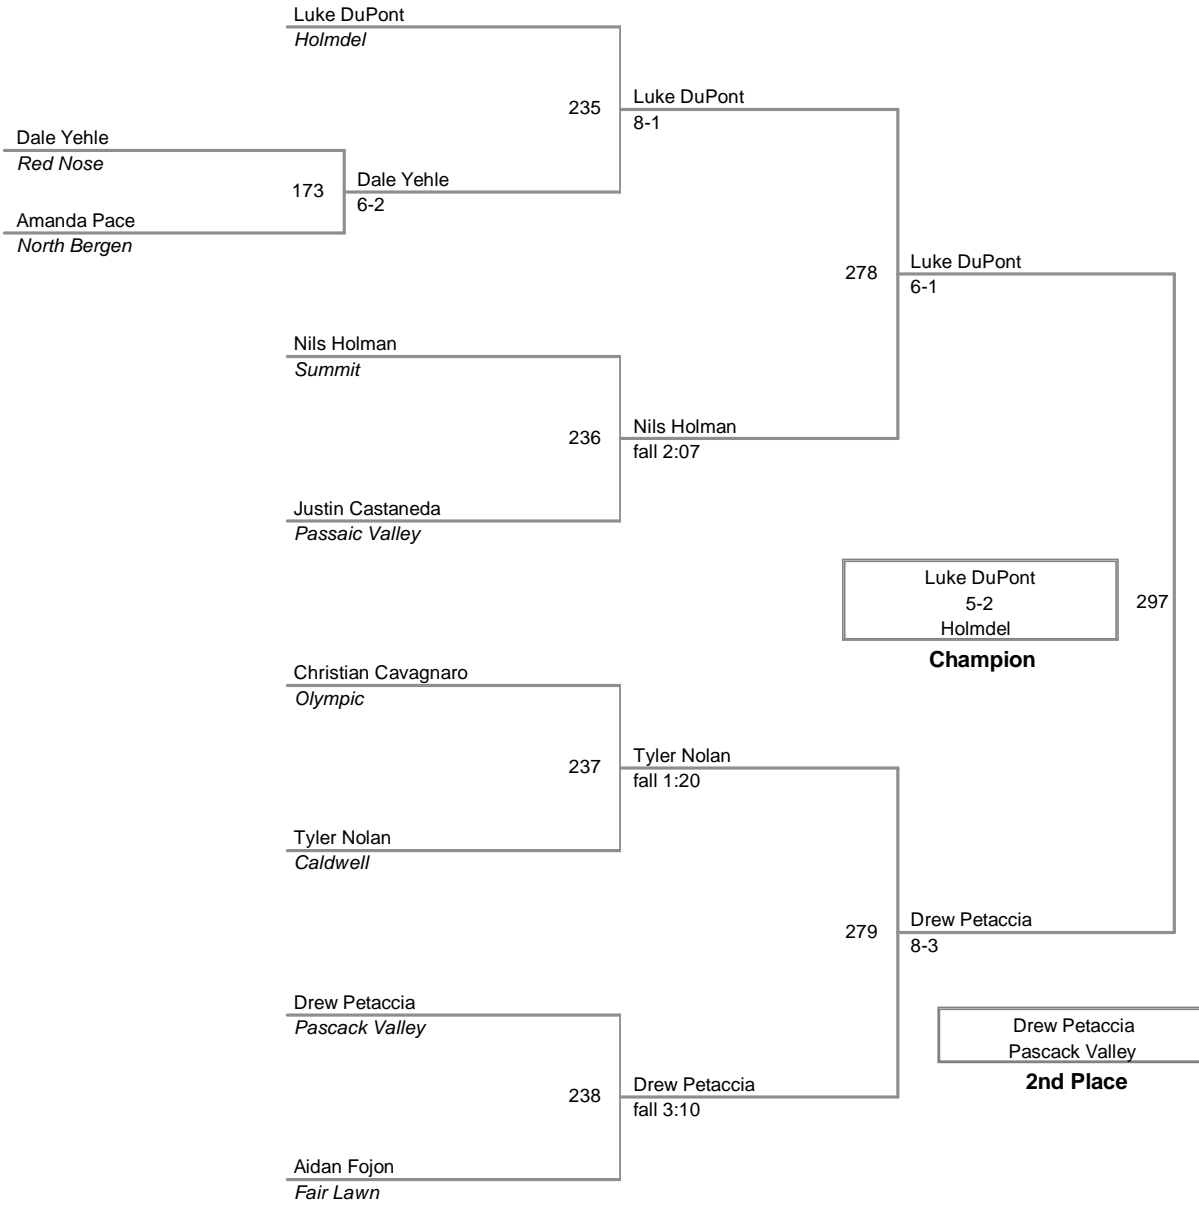 Luke DuPont
Holmdel
235
Luke DuPont
8-1
Dale Yehle
Red Nose
173
Dale Yehle
6-2
Amanda Pace
North Bergen
278
Luke DuPont
6-1
Nils Holman
Summit
236
Nils Holman
fall 2:07
Justin Castaneda
Passaic Valley
Luke DuPont
5-2
Holmdel
297
Champion
Christian Cavagnaro
Olympic
237
Tyler Nolan
fall 1:20
Tyler Nolan
Caldwell
279
Drew Petaccia
8-3
Drew Petaccia
Pascack Valley
Drew Petaccia
Pascack Valley
2nd Place
238
Drew Petaccia
fall 3:10
Aidan Fojon
Fair Lawn